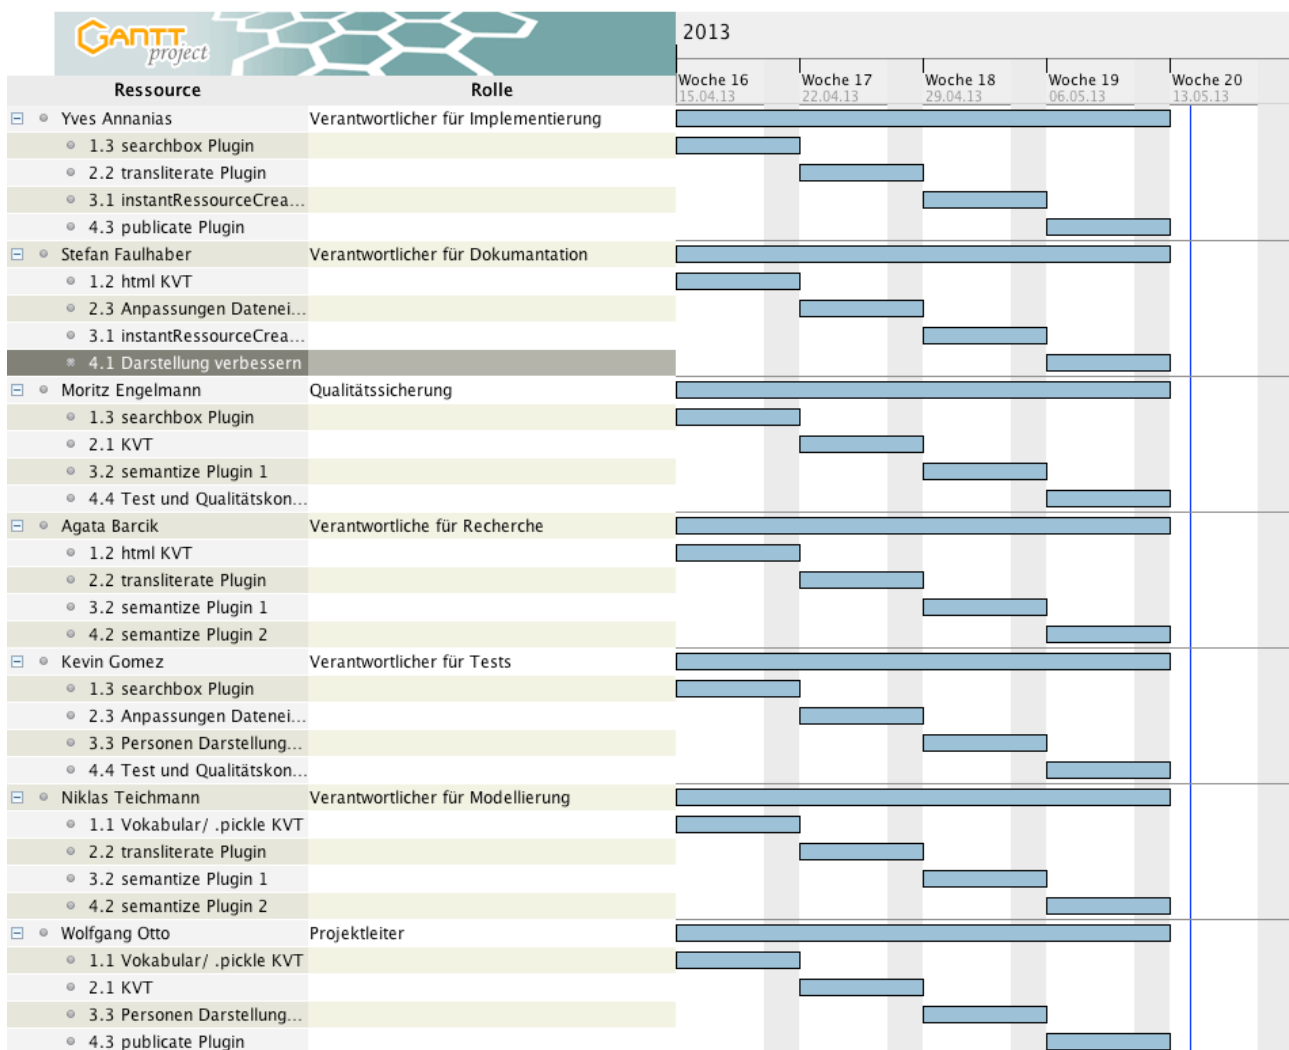 GANTT
project
2013
Ressource Rolle
Woche 16 Woche 17 Woche 18 Woche 19 Woche 20
15.04.13 22.04.13 29.04.13 06.05.13 13.05.13
Yves Annanias Verantwortlicher für Implementierung
1.3 searchbox Plugin
2.2 transliterate Plugin
3.1 instantRessourceCrea...
4.3 publicate Plugin
Stefan Faulhaber Verantwortlicher für Dokumantation
1.2 html KVT
2.3 Anpassungen Datenei...
3.1 instantRessourceCrea...
4.1 Darstellung verbessern
Moritz Engelmann Qualitätssicherung
1.3 searchbox Plugin
2.1 KVT
3.2 semantize Plugin 1
4.4 Test und Qualitätskon...
Agata Barcik Verantwortliche für Recherche
1.2 html KVT
2.2 transliterate Plugin
3.2 semantize Plugin 1
4.2 semantize Plugin 2
Kevin Gomez Verantwortlicher für Tests
1.3 searchbox Plugin
2.3 Anpassungen Datenei...
3.3 Personen Darstellung...
4.4 Test und Qualitätskon...
Niklas Teichmann Verantwortlicher für Modellierung
1.1 Vokabular/ .pickle KVT
2.2 transliterate Plugin
3.2 semantize Plugin 1
4.2 semantize Plugin 2
Wolfgang Otto Projektleiter
1.1 Vokabular/ .pickle KVT
2.1 KVT
3.3 Personen Darstellung...
4.3 publicate Plugin